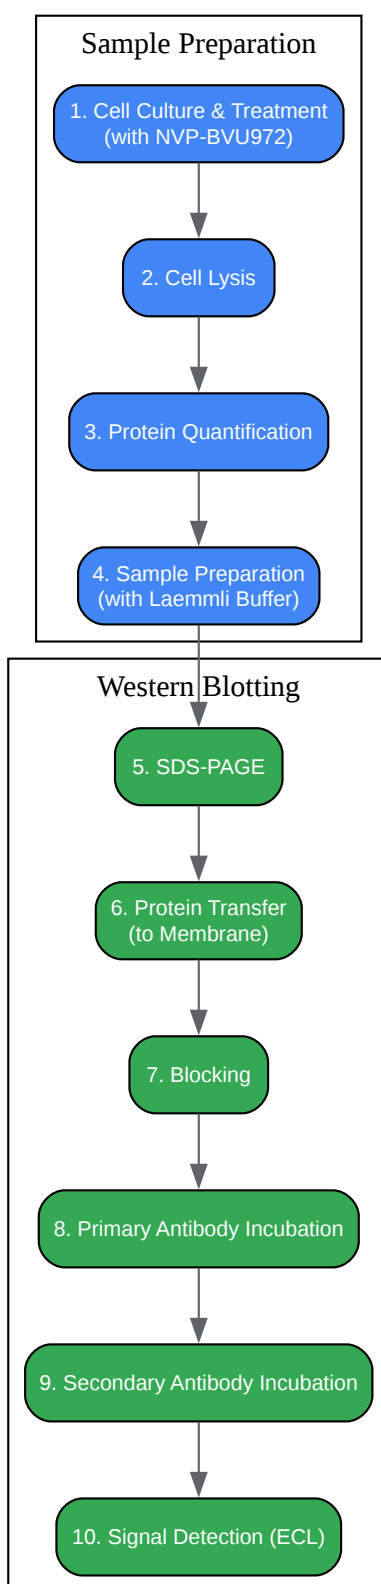 Sample Preparation
1. Cell Culture & Treatment
(with NVP-BVU972)
2. Cell Lysis
3. Protein Quantification
4. Sample Preparation
(with Laemmli Buffer)
Western Blotting
5. SDS-PAGE
6. Protein Transfer
(to Membrane)
7. Blocking
8. Primary Antibody Incubation
9. Secondary Antibody Incubation
10. Signal Detection (ECL)